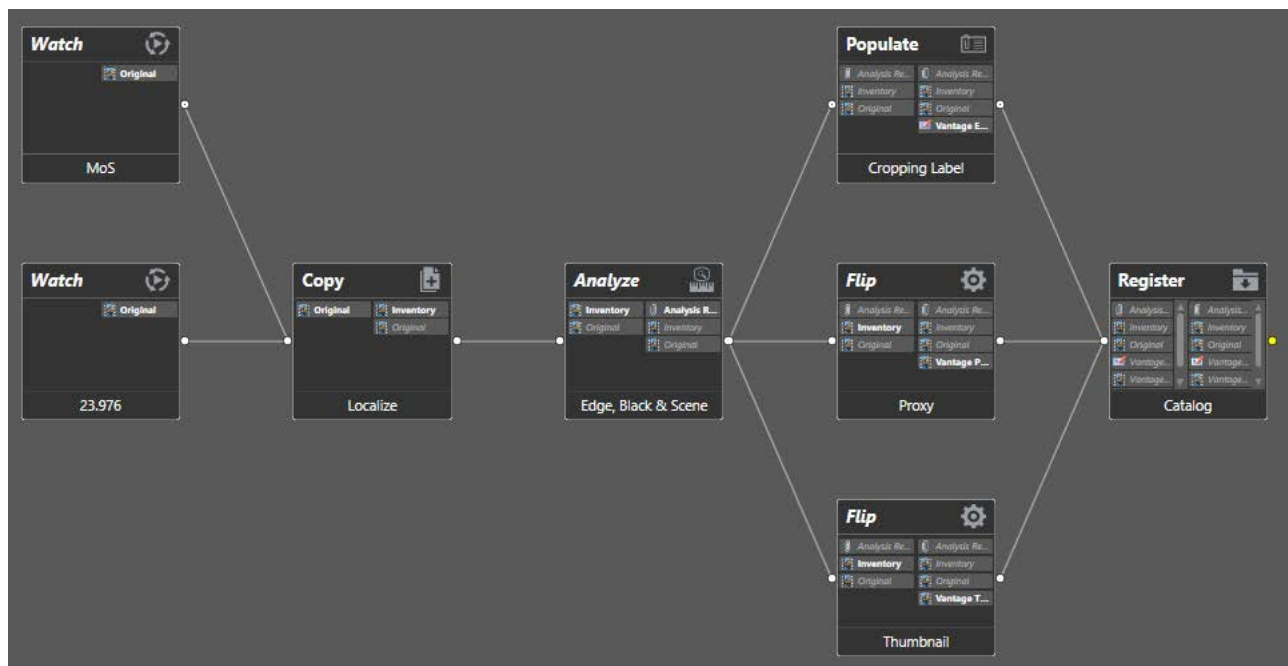 Watch
Original
MoS
Watch
Original
23.976
Copy
Original Inventory
Original
Localize
Analyze
Inventory Analysis R...
Original Inventory
Original
Edge, Black & Scene
Populate
Analysis Re... Analysis Re...
Inventory Inventory
Original Original
Vantage E...
Cropping Label
Flip
Analysis Re... Analysis Re...
Inventory Inventory
Original Original
Vantage P...
Proxy
Flip
Analysis Re... Analysis Re...
Inventory Inventory
Original Original
Vantage T...
Thumbnail
Register
Analysis... Analysis...
Inventory Inventory
Original Original
Vantage... Vantage...
Vantage... Vantage...
Catalog